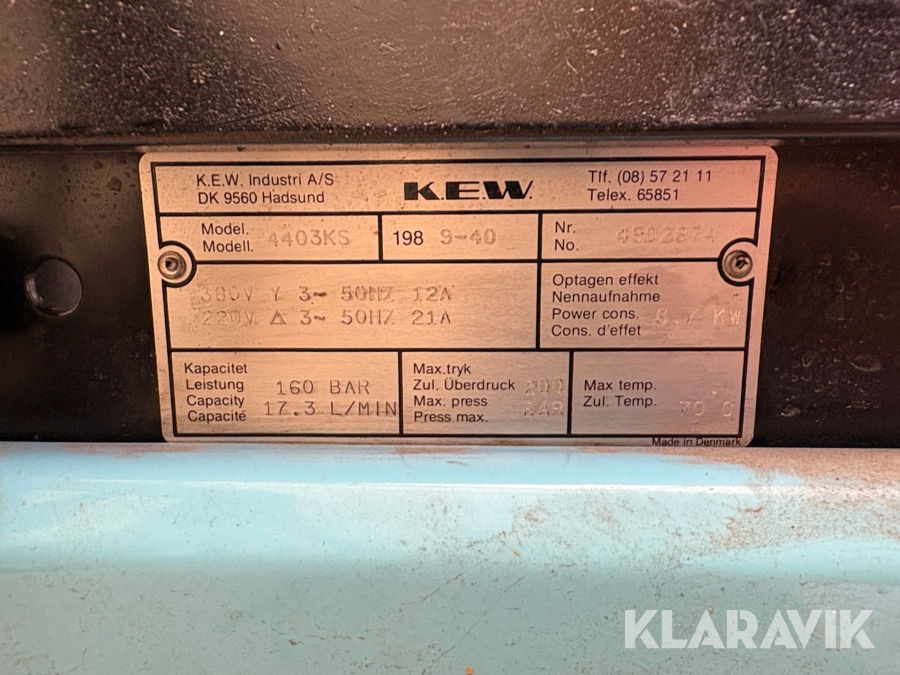 K.E.W. Industri A/S
DK 9560 Hadsund
K.E.W.
Tlf. (08) 57 21 11
Telex. 65851
Model.
Modell. 4403KS
198 9-40
Nr.
No.
380V Y 3~ 50HZ 12A
220V △ 3~ 50HZ 21A
Optagen effekt
Nennaufnahme
Power cons. KW
Cons. d'effet
Kapacitet
Leistung
Capacity
Capacité
160 BAR
17.3 L/MIN
Max.tryk
Zul. Überdruck 200
Max. press
Press max. BAR
Max temp.
Zul. Temp. 70 C
Made in Denmark
KLARAVIK